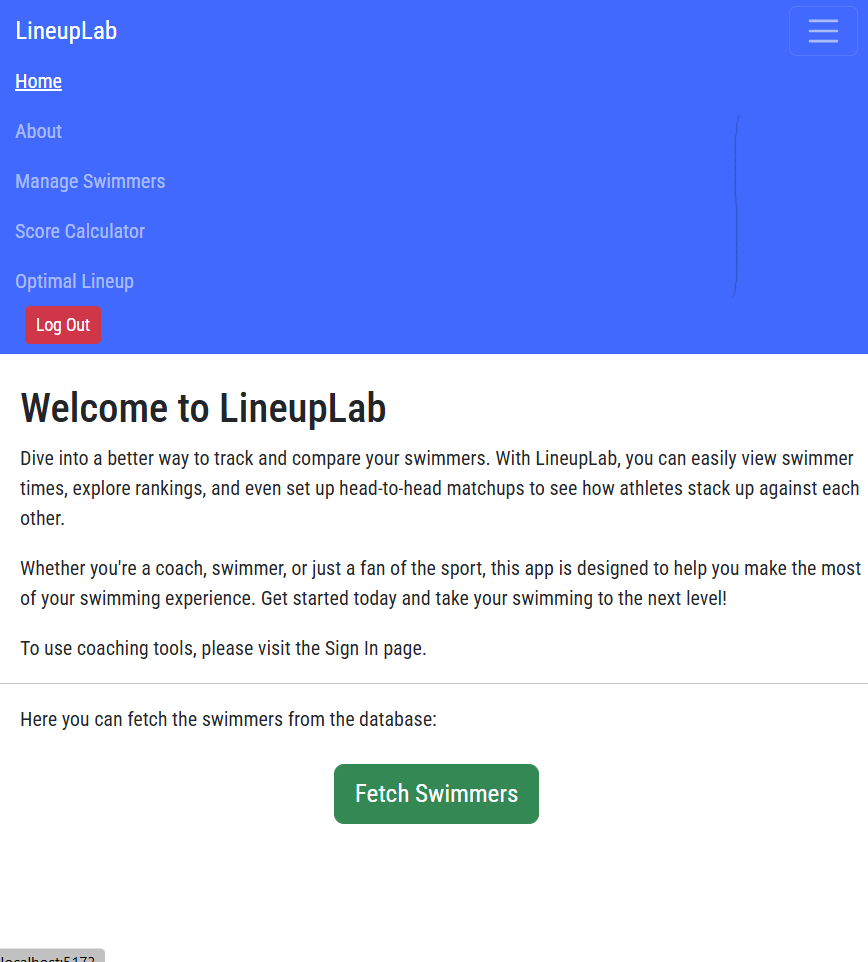 LineupLab
Home
About
Manage Swimmers
Score Calculator
Optimal Lineup
Log Out
Welcome to LineupLab
Dive into a better way to track and compare your swimmers. With LineupLab, you can easily view swimmer
times, explore rankings, and even set up head-to-head matchups to see how athletes stack up against each
other.
Whether you're a coach, swimmer, or just a fan of the sport, this app is designed to help you make the most
of your swimming experience. Get started today and take your swimming to the next level!
To use coaching tools, please visit the Sign In page.
Here you can fetch the swimmers from the database:
Fetch Swimmers
localhost:5173